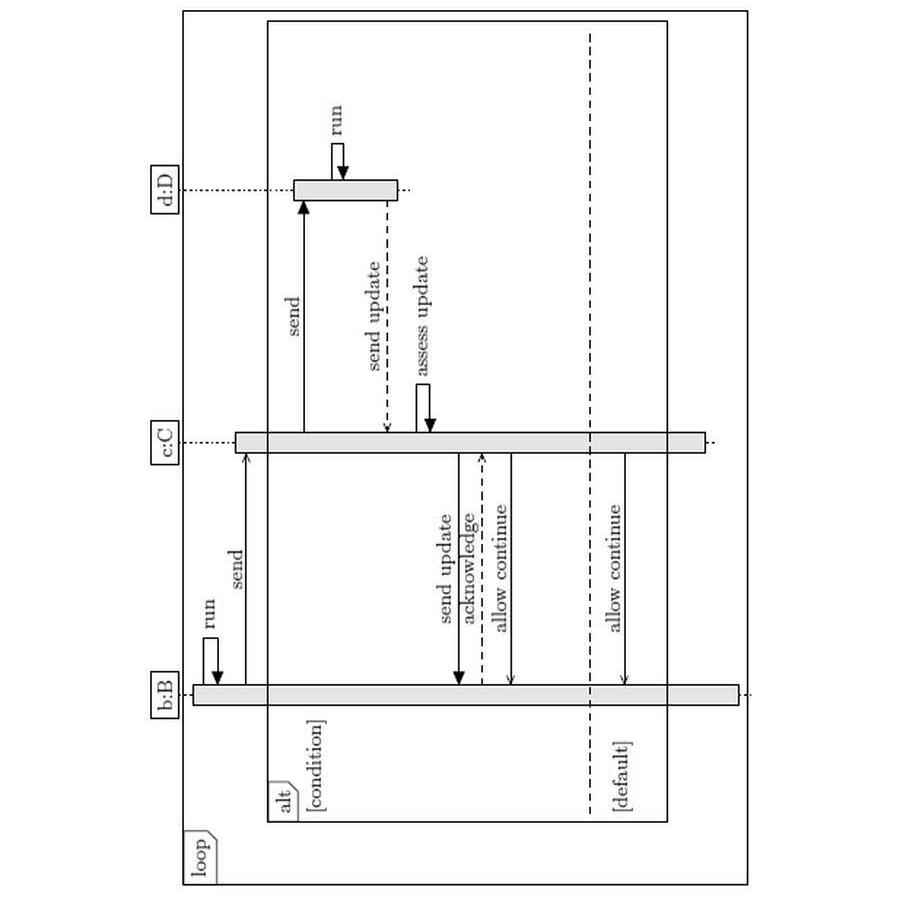 b:B
c:C
d:D
loop
run
send
alt
[condition]
send
run
send update
assess update
send update
acknowledge
allow continue
[default]
allow continue